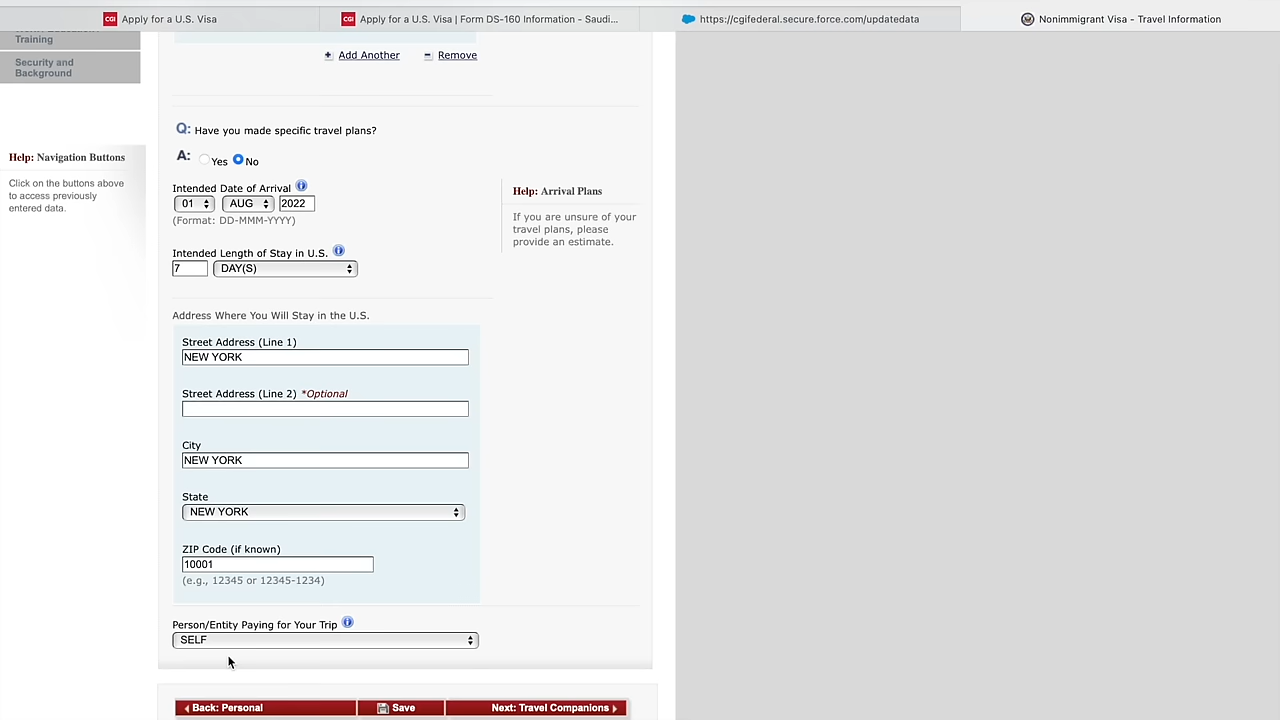 Apply for a U.S. Visa
Apply for a U.S. Visa | Form DS-160 Information - Saudi...
https://cgifederal.secure.force.com/updatedata
Nonimmigrant Visa - Travel Information
Training
Security and
Background
Add Another
Remove
Q: Have you made specific travel plans?
A: Yes No
Help: Navigation Buttons
Click on the buttons above
to access previously
entered data.
Intended Date of Arrival
01 AUG 2022
(Format: DD-MMM-YYYY)
Help: Arrival Plans
If you are unsure of your
travel plans, please
provide an estimate.
Intended Length of Stay in U.S.
7 DAY(S)
Address Where You Will Stay in the U.S.
Street Address (Line 1)
NEW YORK
Street Address (Line 2) *Optional
City
NEW YORK
State
NEW YORK
ZIP Code (if known)
10001
(e.g., 12345 or 12345-1234)
Person/Entity Paying for Your Trip
SELF
Back: Personal
Save
Next: Travel Companions